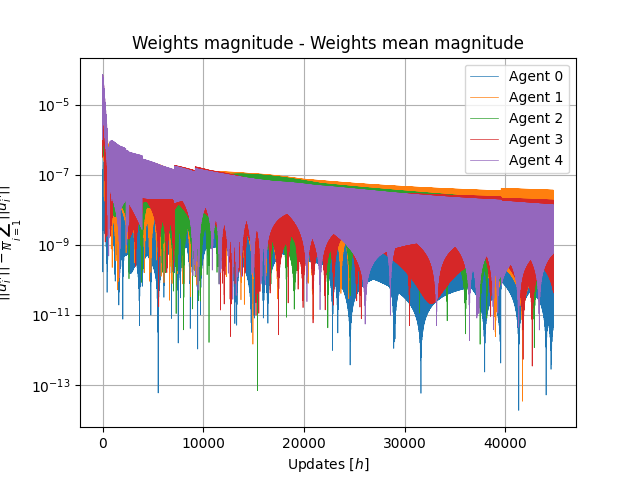 Weights magnitude - Weights mean magnitude
Agent 0
Agent 1
Agent 2
Agent 3
Agent 4
10⁻⁵
10⁻⁷
10⁻⁹
10⁻¹¹
10⁻¹³
0
10000
20000
30000
40000
Updates [h]